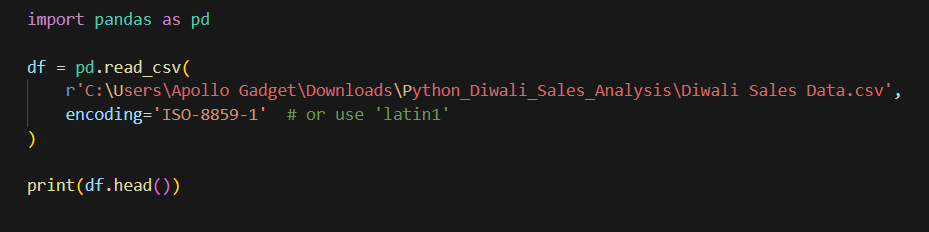 import pandas as pd
df = pd.read_csv(
r'C:\Users\Apollo Gadget\Downloads\Python_Diwali_Sales_Analysis\Diwali Sales Data.csv',
encoding='ISO-8859-1'  # or use 'latin1'
)
print(df.head())